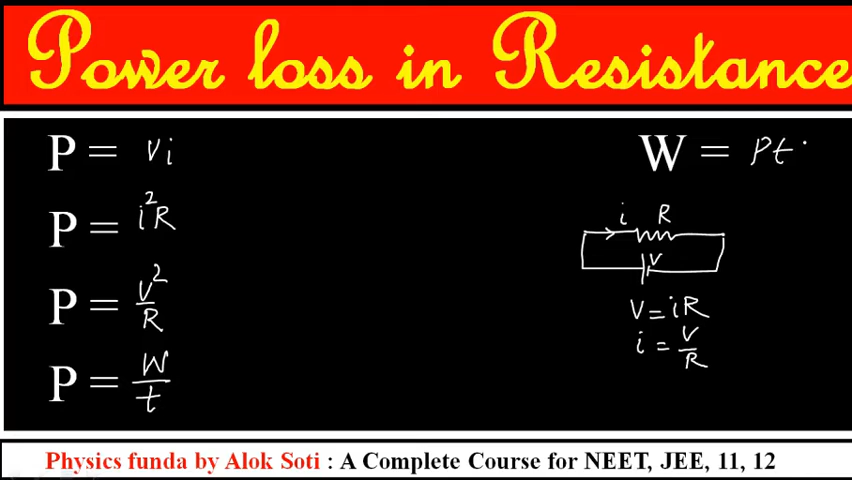 Power loss in Resistance
P = Vi
P = i²R
P = V²/R
P = W/t
W = Pt
i R
V
V = iR
i = V/R
Physics funda by Alok Soti : A Complete Course for NEET, JEE, 11, 12